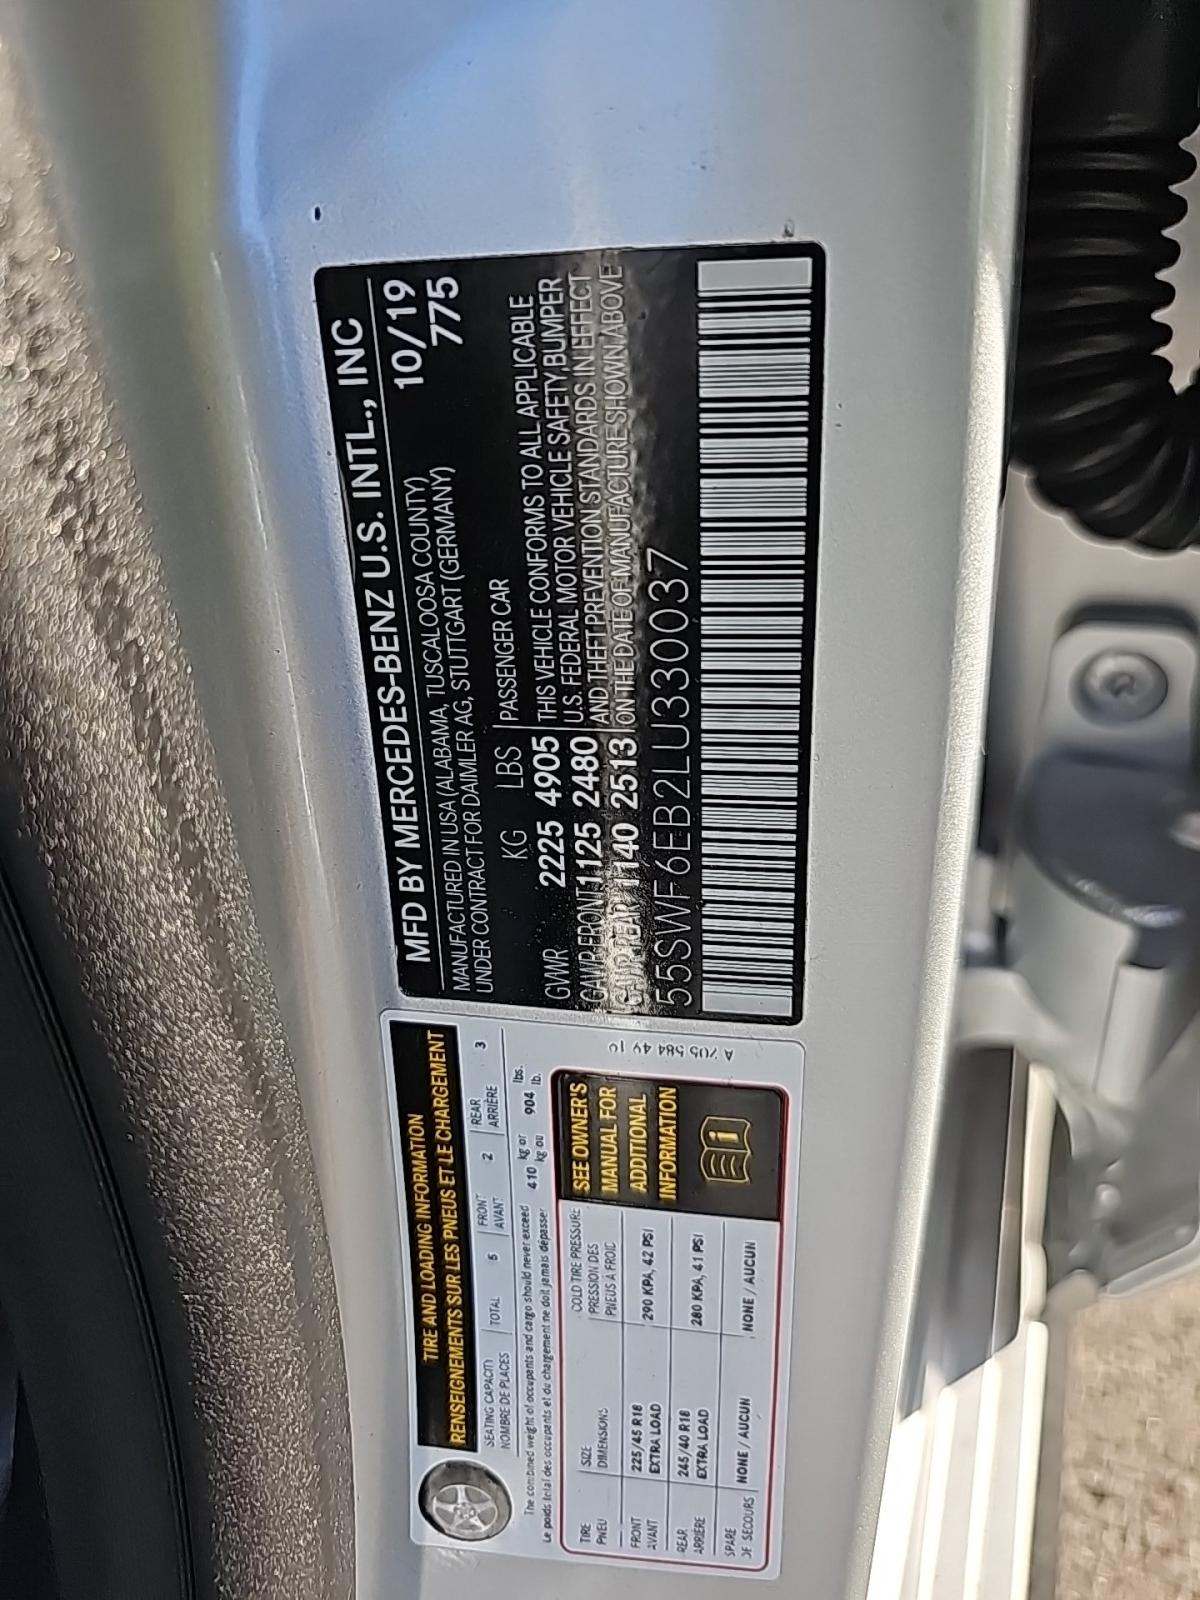 MFD BY MERCEDES-BENZ U.S. INTL., INC
MANUFACTURED IN USA (ALABAMA, TUSCALOOSA COUNTY) 10/19
UNDER CONTRACT FOR DAIMLER AG, STUTTGART (GERMANY) 775
KG LBS PASSENGER CAR
GVWR 2225 4905 THIS VEHICLE CONFORMS TO ALL APPLICABLE
GAWR FRONT 1125 2480 U.S. FEDERAL MOTOR VEHICLE SAFETY, BUMPER
GAWR REAR 1140 2513 AND THEFT PREVENTION STANDARDS IN EFFECT
ON THE DATE OF MANUFACTURE SHOWN ABOVE
55SWF6EB2LU330037
TIRE AND LOADING INFORMATION
RENSEIGNEMENTS SUR LES PNEUS ET LE CHARGEMENT
SEATING CAPACITY TOTAL 5 FRONT 2 REAR 3
NOMBRE DE PLACES AVANT ARRIÈRE
The combined weight of occupants and cargo should never exceed 410 kg or 904 lbs.
Le poids total des occupants et du chargement ne doit jamais dépasser kg ou lb.
TIRE SIZE COLD TIRE PRESSURE
PNEU DIMENSIONS PRESSION DES
PNEUS À FROID
FRONT 225/45 R18 290 KPA, 42 PSI
AVANT EXTRA LOAD
REAR 245/40 R18 280 KPA, 41 PSI
ARRIÈRE EXTRA LOAD
SPARE NONE / AUCUN NONE / AUCUN
DE SECOURS
SEE OWNER'S
MANUAL FOR
ADDITIONAL
INFORMATION
i